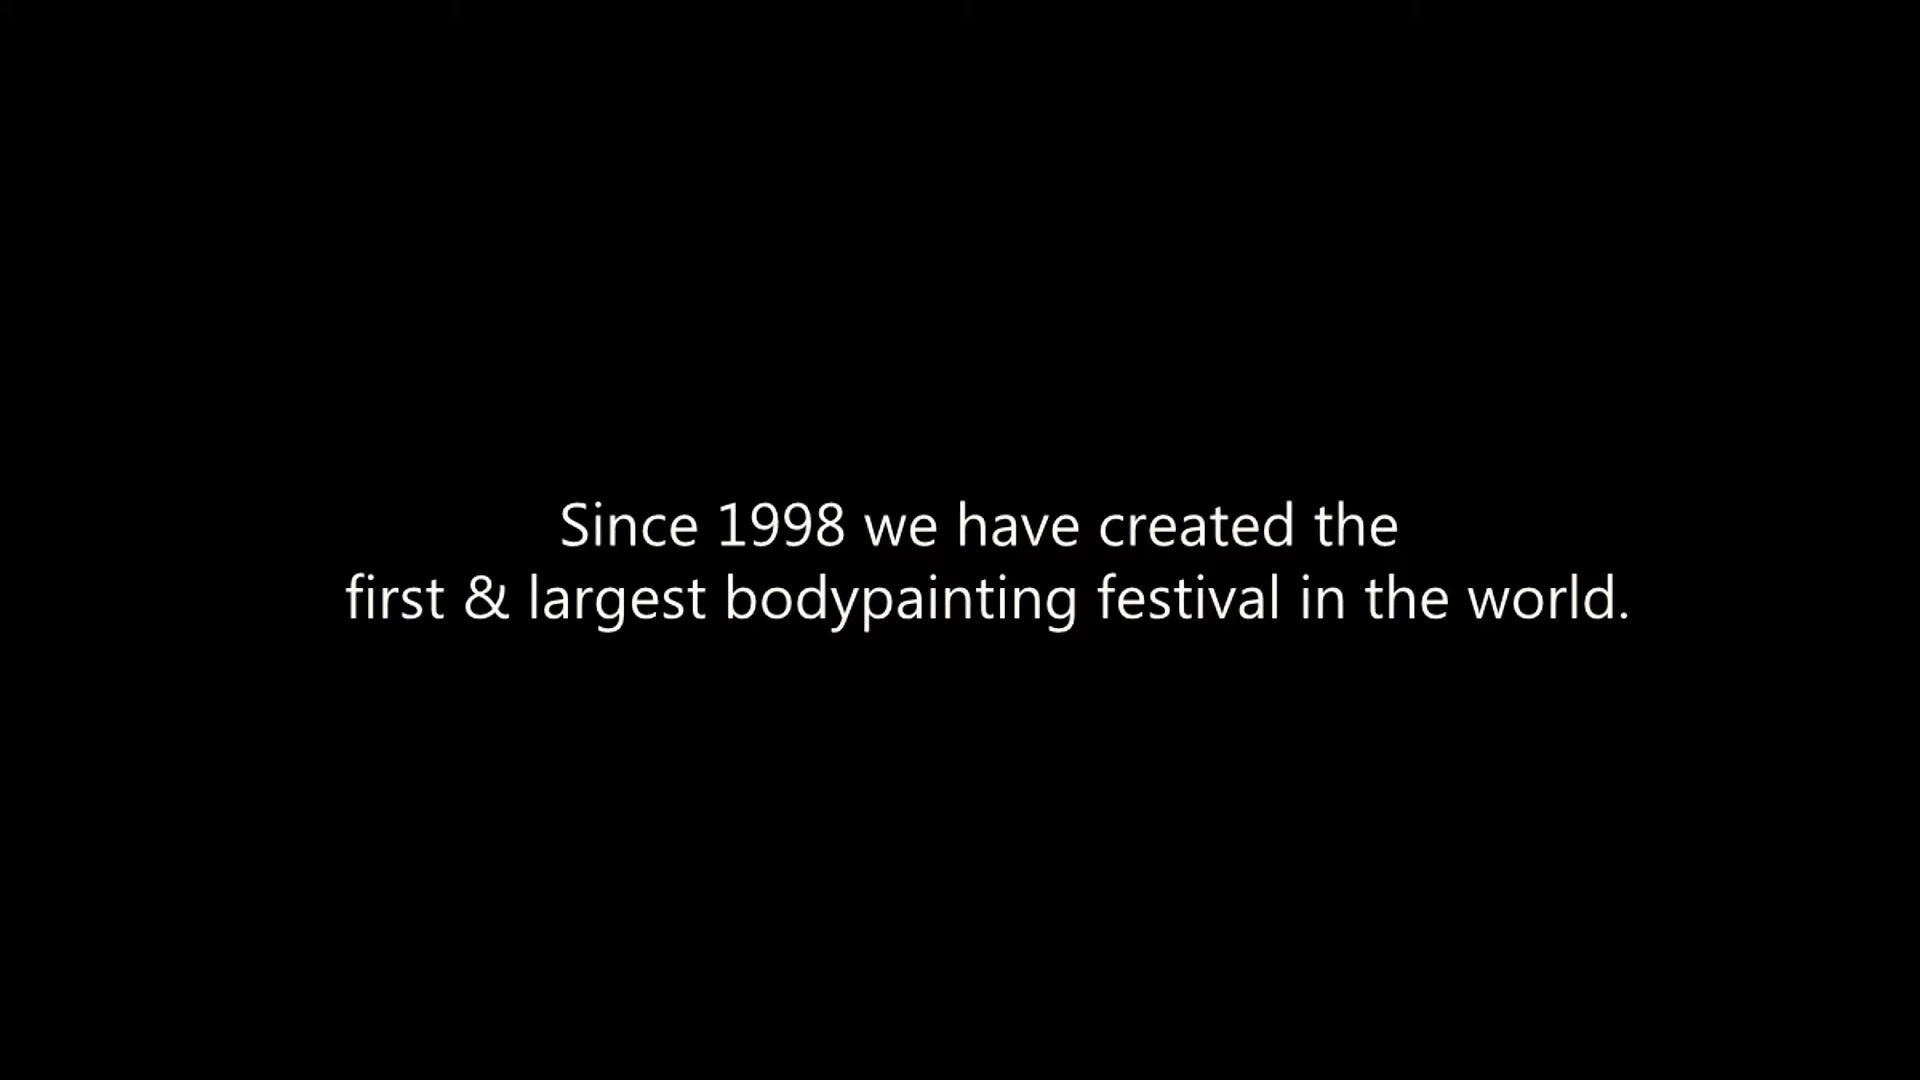 Since 1998 we have created the
first & largest bodypainting festival in the world.